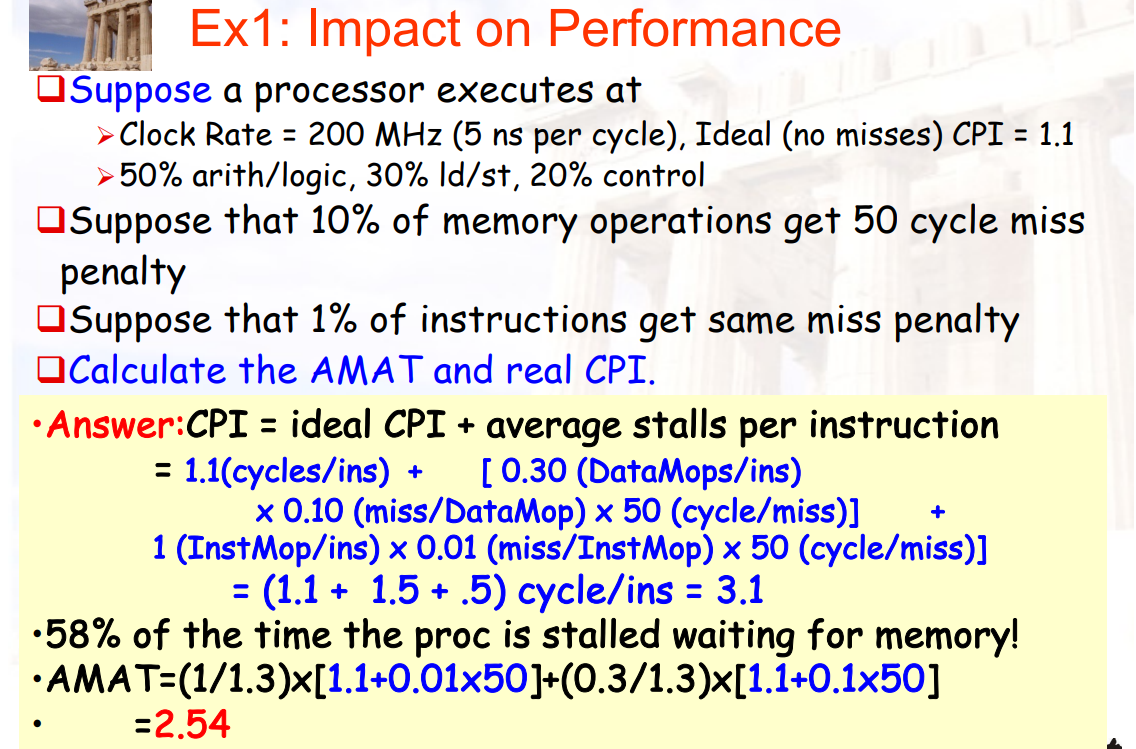 Ex1: Impact on Performance
❑Suppose a processor executes at
➢Clock Rate = 200 MHz (5 ns per cycle), Ideal (no misses) CPI = 1.1
➢50% arith/logic, 30% ld/st, 20% control
❑Suppose that 10% of memory operations get 50 cycle miss
penalty
❑Suppose that 1% of instructions get same miss penalty
❑Calculate the AMAT and real CPI.
•Answer:CPI = ideal CPI + average stalls per instruction
= 1.1(cycles/ins) + [ 0.30 (DataMops/ins)
x 0.10 (miss/DataMop) x 50 (cycle/miss)] +
1 (InstMop/ins) x 0.01 (miss/InstMop) x 50 (cycle/miss)]
= (1.1 + 1.5 + .5) cycle/ins = 3.1
•58% of the time the proc is stalled waiting for memory!
•AMAT=(1/1.3)x[1.1+0.01x50]+(0.3/1.3)x[1.1+0.1x50]
• =2.54